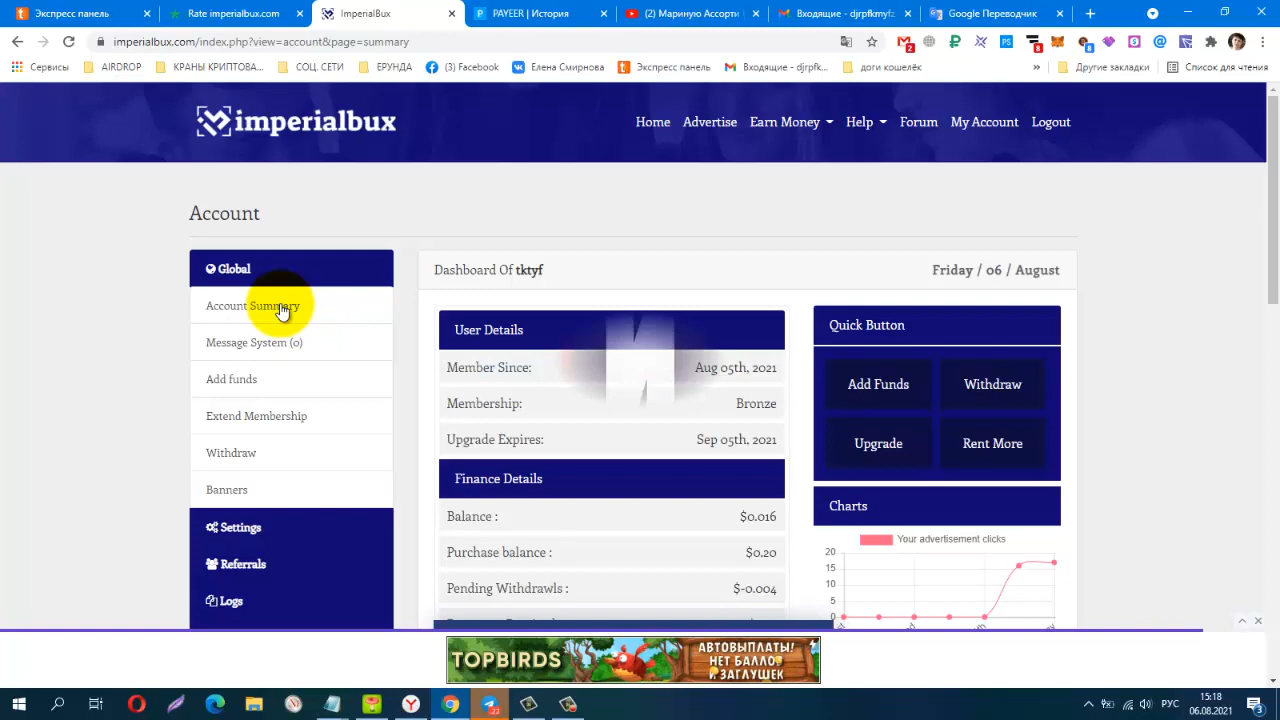 Экспресс панель
Rate imperialbux.com
ImperialBux
PAYEER | История
(2) Мариную Ассорти
Входящие - djrpfkmyfz
Google Переводчик
imperialbux.com/index.php?view=account&page=summary
Сервисы
AIRDROP
КРАНЫ КРИПТОВА...
СОЦ. СЕТИ
ЕРУНДА
(3) Facebook
Елена Смирнова
Экспресс панель
Входящие - djrpfk...
доги кошелёк
»
Другие закладки
Список для чтения
imperialbux
Home
Advertise
Earn Money
Help
Forum
My Account
Logout
Account
Global
Account Summary
Message System (0)
Add funds
Extend Membership
Withdraw
Banners
Settings
Referrals
Logs
Dashboard Of tktyf
Friday / 06 / August
User Details
Member Since: Aug 05th, 2021
Membership: Bronze
Upgrade Expires: Sep 05th, 2021
Finance Details
Balance : $0.016
Purchase balance : $0.20
Pending Withdrawls : $-0.004
Quick Button
Add Funds
Withdraw
Upgrade
Rent More
Charts
Your advertisement clicks
20
15
10
5
0
TOPBIRDS
АВТОВЫПЛАТЫ!
НЕТ БАЛЛОВ
И ЗАГЛУШЕК
22
РУС
15:18
06.08.2021